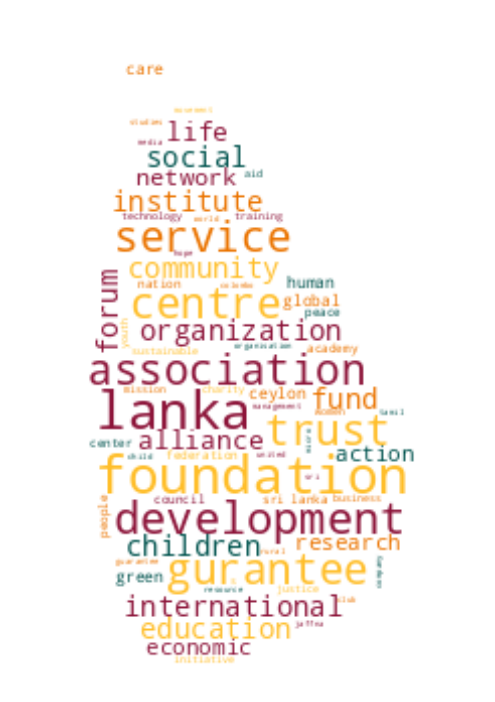 care
movement
studies
life
media
social
network aid
institute
technology world training
service
hope
community
nation colombo human
forum centre global
peace
youth organization
organisation
sustainable academy
association
mission charity ceylon fund
lanka management
women tamil
trust
center alliance
child federation united action
foundation
sri
people council sri lanka business
development
children rural research
guarantee
green gurantee
resource justice
international club
education jaffna
economic
initiative